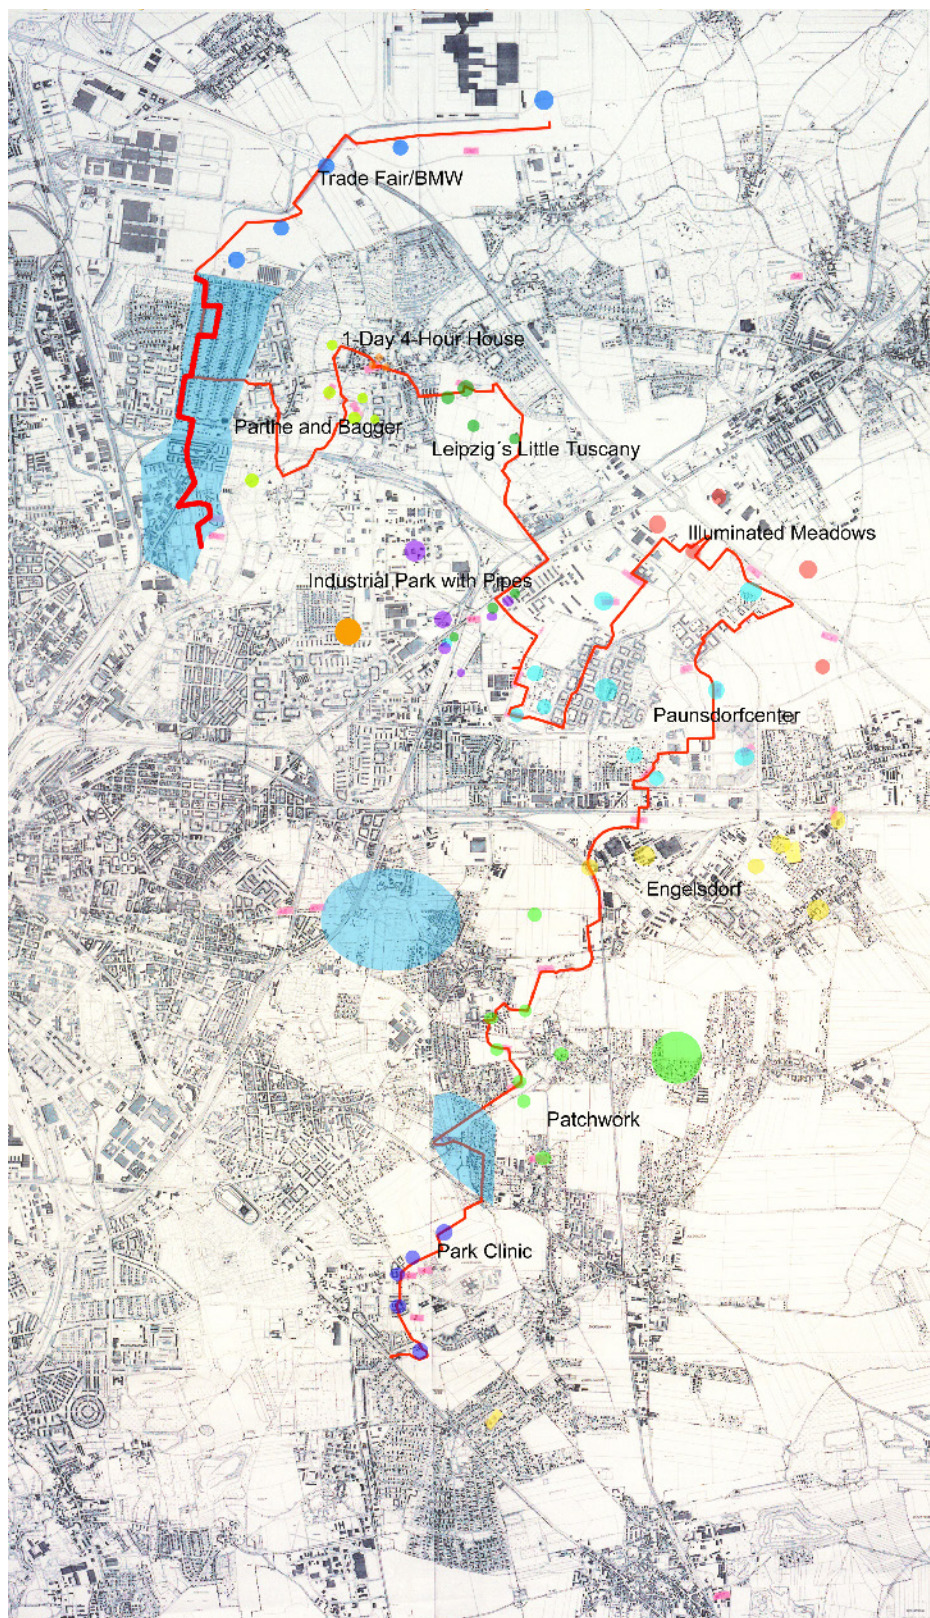 Trade Fair/BMW
1-Day 4-Hour House
Parthe and Bagger
Leipzig´s Little Tuscany
Illuminated Meadows
Industrial Park with Pipes
Paunsdorfcenter
Engelsdorf
Patchwork
Park Clinic